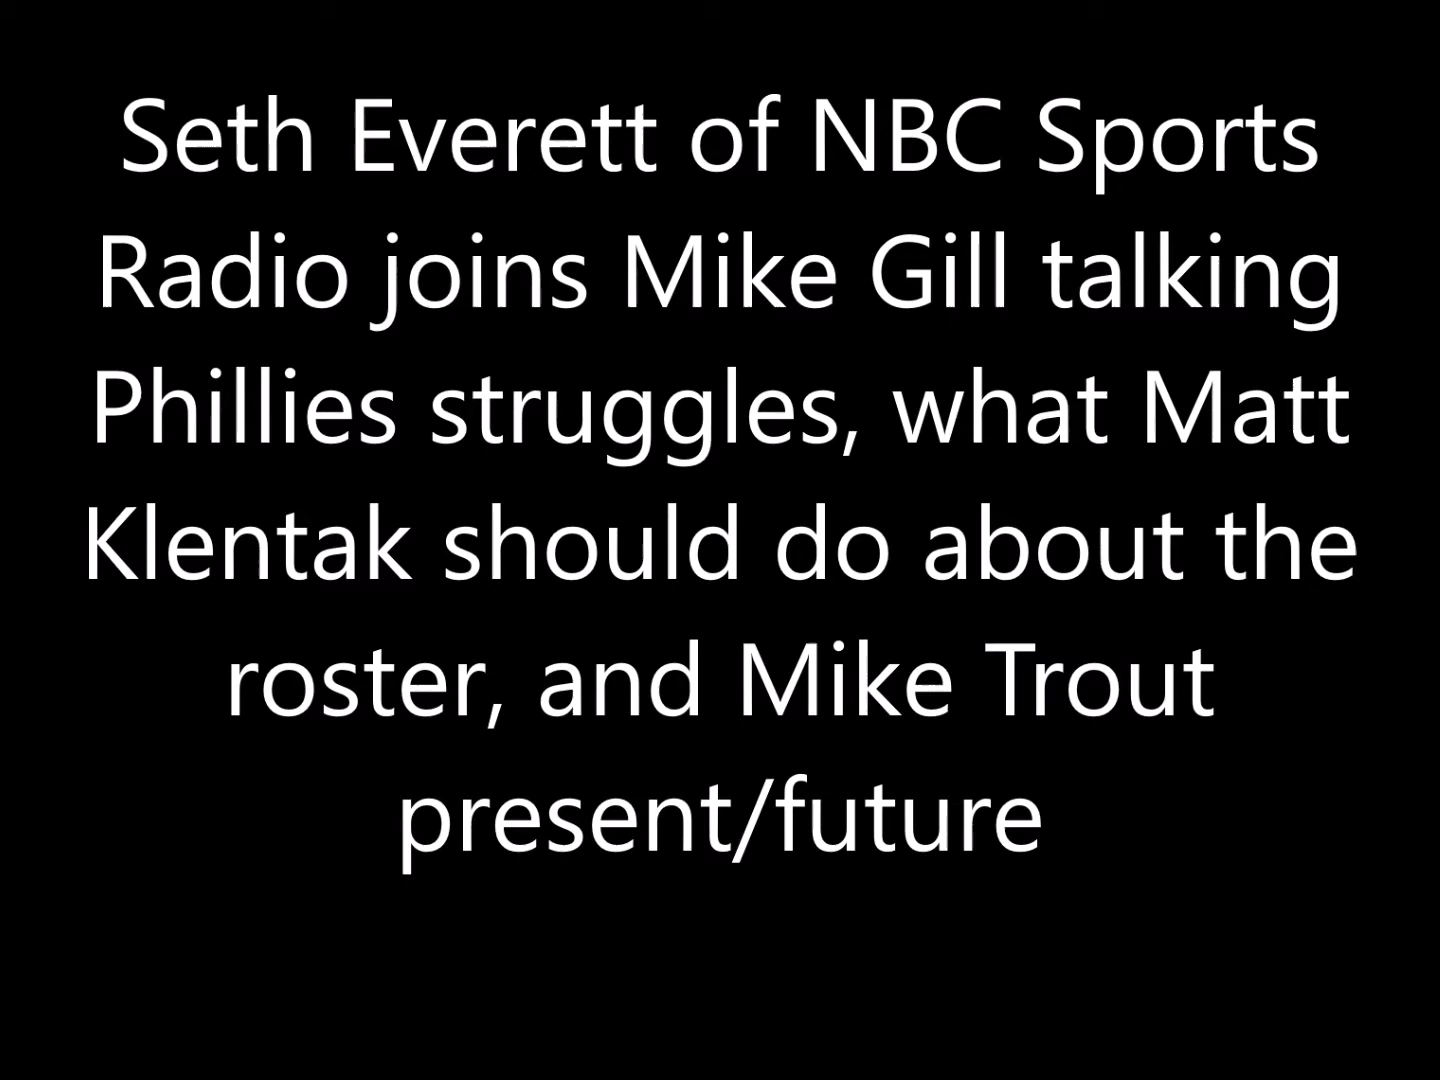 Seth Everett of NBC Sports
Radio joins Mike Gill talking
Phillies struggles, what Matt
Klentak should do about the
roster, and Mike Trout
present/future